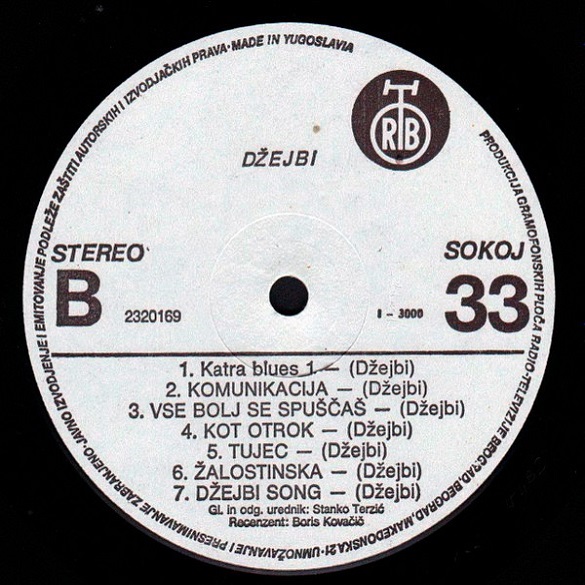 PRODUKCIJA GRAMOFONSKIH PLOČA RADIO-TELEVIZIJE BEOGRAD, BEOGRAD, MAKEDONSKA 21 · UMNOŽAVANJE I PRESNIMAVANJE ZABRANJENO · JAVNO IZVODJENJE I EMITOVANJE PODLEŽE ZAŠTITI AUTORSKIH I IZVODJAČKIH PRAVA · MADE IN YUGOSLAVIA
RTB
DŽEJBI
STEREO
SOKOJ
B
2320169
I - 3000
33
1. Katra blues 1 — (Džejbi)
2. KOMUNIKACIJA — (Džejbi)
3. VSE BOLJ SE SPUŠČAŠ — (Džejbi)
4. KOT OTROK — (Džejbi)
5. TUJEC — (Džejbi)
6. ŽALOSTINSKA — (Džejbi)
7. DŽEJBI SONG — (Džejbi)
Gl. in odg. urednik: Stanko Terzić
Recenzent: Boris Kovačič